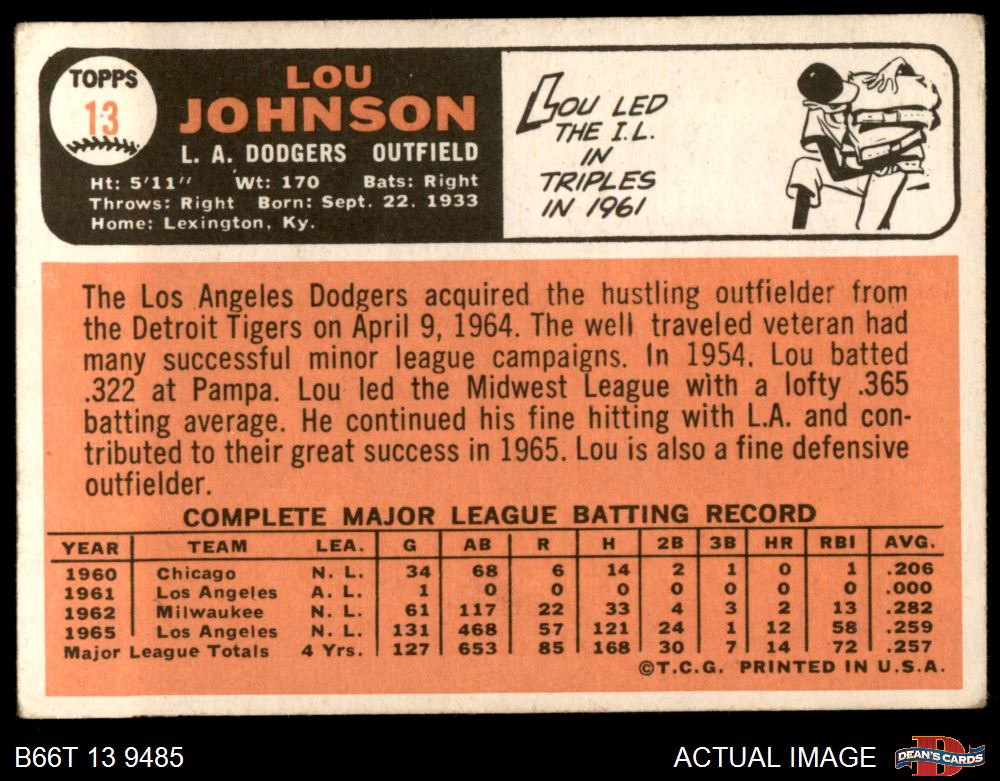 TOPPS
13
LOU
JOHNSON
L. A. DODGERS OUTFIELD
Ht: 5'11" Wt: 170 Bats: Right
Throws: Right Born: Sept. 22, 1933
Home: Lexington, Ky.
LOU LED
THE I.L.
IN
TRIPLES
IN 1961
The Los Angeles Dodgers acquired the hustling outfielder from
the Detroit Tigers on April 9, 1964. The well traveled veteran had
many successful minor league campaigns. In 1954, Lou batted
.322 at Pampa. Lou led the Midwest League with a lofty .365
batting average. He continued his fine hitting with L.A. and con-
tributed to their great success in 1965. Lou is also a fine defensive
outfielder.
COMPLETE MAJOR LEAGUE BATTING RECORD
YEAR TEAM LEA. G AB R H 2B 3B HR RBI AVG.
1960 Chicago N. L. 34 68 6 14 2 1 0 1 .206
1961 Los Angeles A. L. 1 0 0 0 0 0 0 0 .000
1962 Milwaukee N. L. 61 117 22 33 4 3 2 13 .282
1965 Los Angeles N. L. 131 468 57 121 24 1 12 58 .259
Major League Totals 4 Yrs. 127 653 85 168 30 7 14 72 .257
©T.C.G. PRINTED IN U.S.A.
B66T 13 9485
ACTUAL IMAGE
DEAN'S CARDS